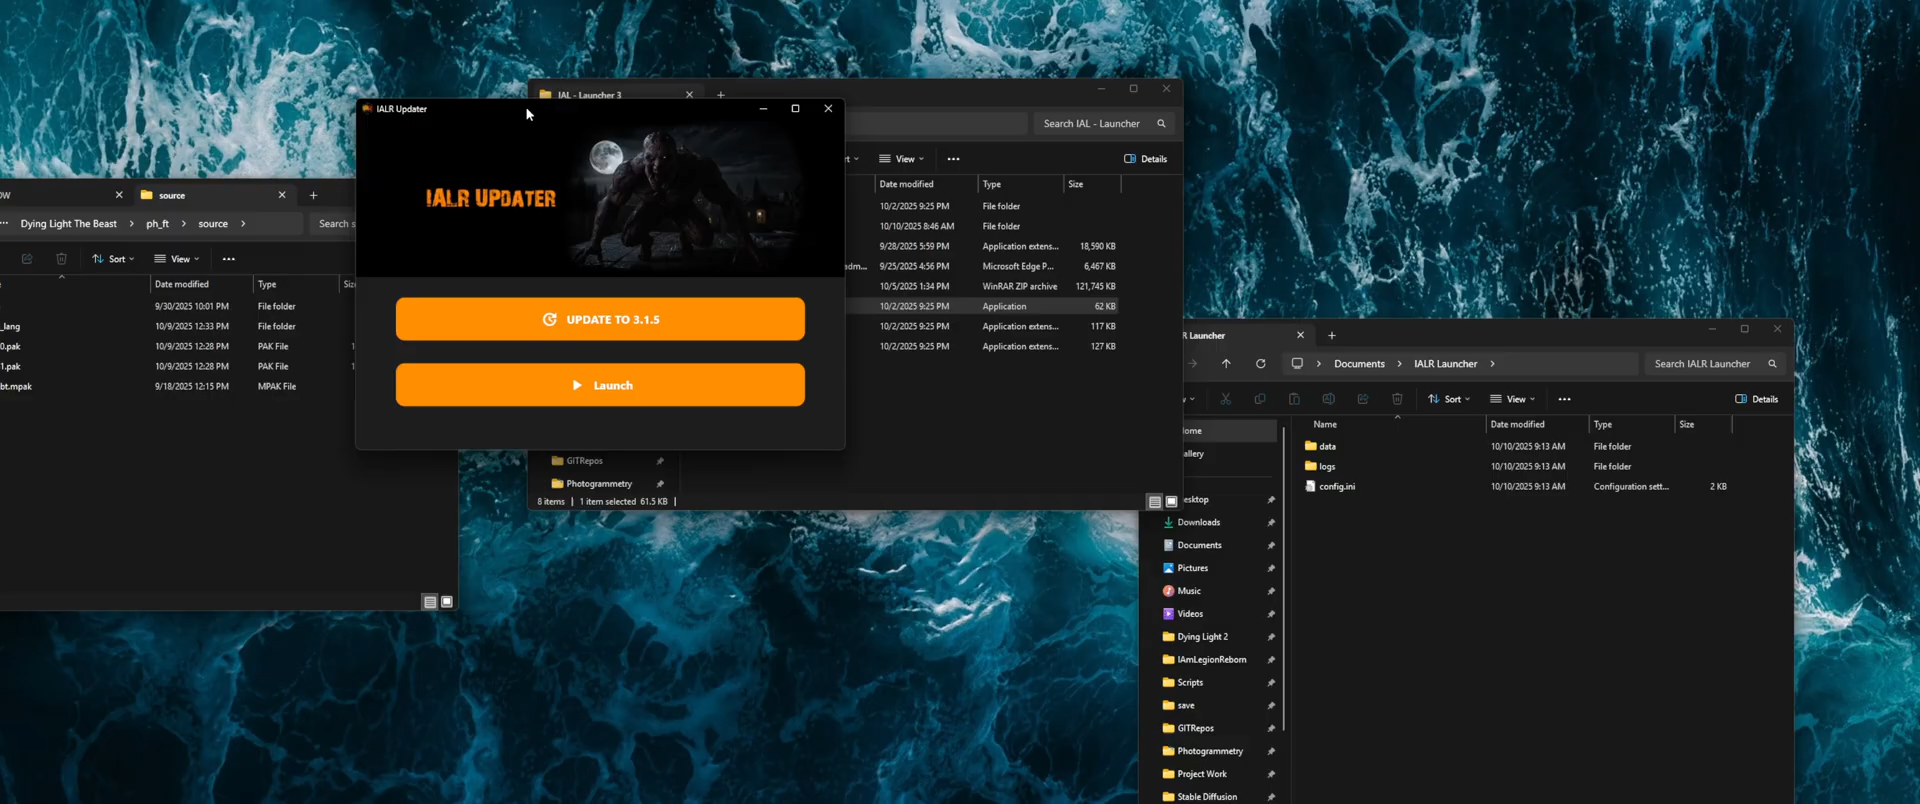 IAL - Launcher 3
IALR Updater
Search IAL - Launcher
View
Details
Date modified
Type
Size
10/2/2025 9:25 PM
File folder
10/10/2025 8:46 AM
File folder
9/28/2025 5:59 PM
Application extens...
18,590 KB
9/25/2025 4:56 PM
Microsoft Edge P...
6,467 KB
10/5/2025 1:34 PM
WinRAR ZIP archive
121,745 KB
10/2/2025 9:25 PM
Application
62 KB
10/2/2025 9:25 PM
Application extens...
117 KB
10/2/2025 9:25 PM
Application extens...
127 KB
GITRepos
Photogrammetry
8 items
1 item selected 61.5 KB
IALR UPDATER
UPDATE TO 3.1.5
Launch
source
Dying Light The Beast > ph_ft > source >
Search s
Sort
View
...
Date modified
Type
9/30/2025 10:01 PM
File folder
_lang
10/9/2025 12:33 PM
File folder
0.pak
10/9/2025 12:28 PM
PAK File
1.pak
10/9/2025 12:28 PM
PAK File
bt.mpak
9/18/2025 12:15 PM
MPAK File
R Launcher
Documents > IALR Launcher >
Search IALR Launcher
Sort
View
...
Details
Name
Date modified
Type
Size
data
10/10/2025 9:13 AM
File folder
logs
10/10/2025 9:13 AM
File folder
config.ini
10/10/2025 9:13 AM
Configuration sett...
2 KB
ome
allery
esktop
Downloads
Documents
Pictures
Music
Videos
Dying Light 2
IAmLegionReborn
Scripts
save
GITRepos
Photogrammetry
Project Work
Stable Diffusion